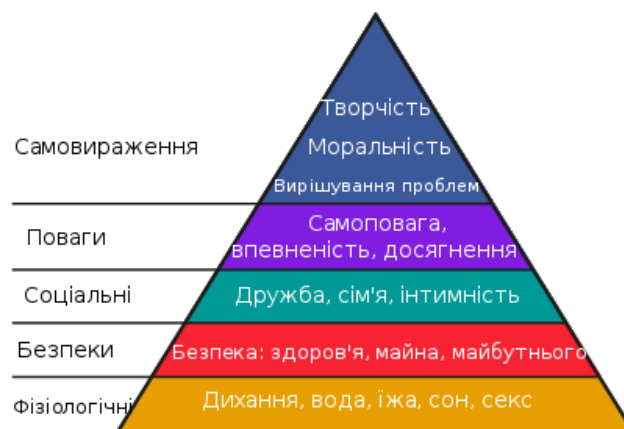 Творчість
Самовираження
Моральність
Вирішування проблем
Поваги
Самоповага,
впевненість, досягнення
Соціальні
Дружба, сім'я, інтимність
Безпеки
Безпека: здоров'я, майна, майбутнього
Фізіологічні
Дихання, вода, їжа, сон, секс